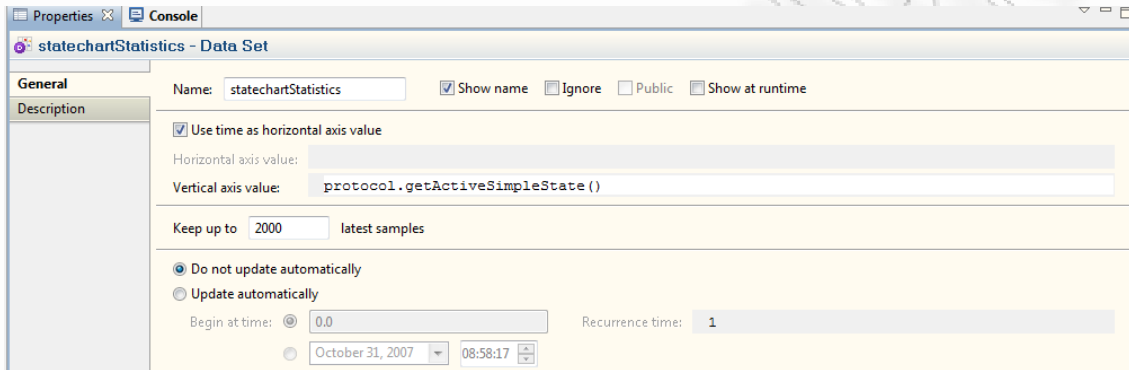 Properties Console
statechartStatistics - Data Set
General
Description
Name: statechartStatistics Show name Ignore Public Show at runtime
Use time as horizontal axis value
Horizontal axis value:
Vertical axis value: protocol.getActiveSimpleState()
Keep up to 2000 latest samples
Do not update automatically
Update automatically
Begin at time: 0.0 Recurrence time: 1
October 31, 2007 08:58:17